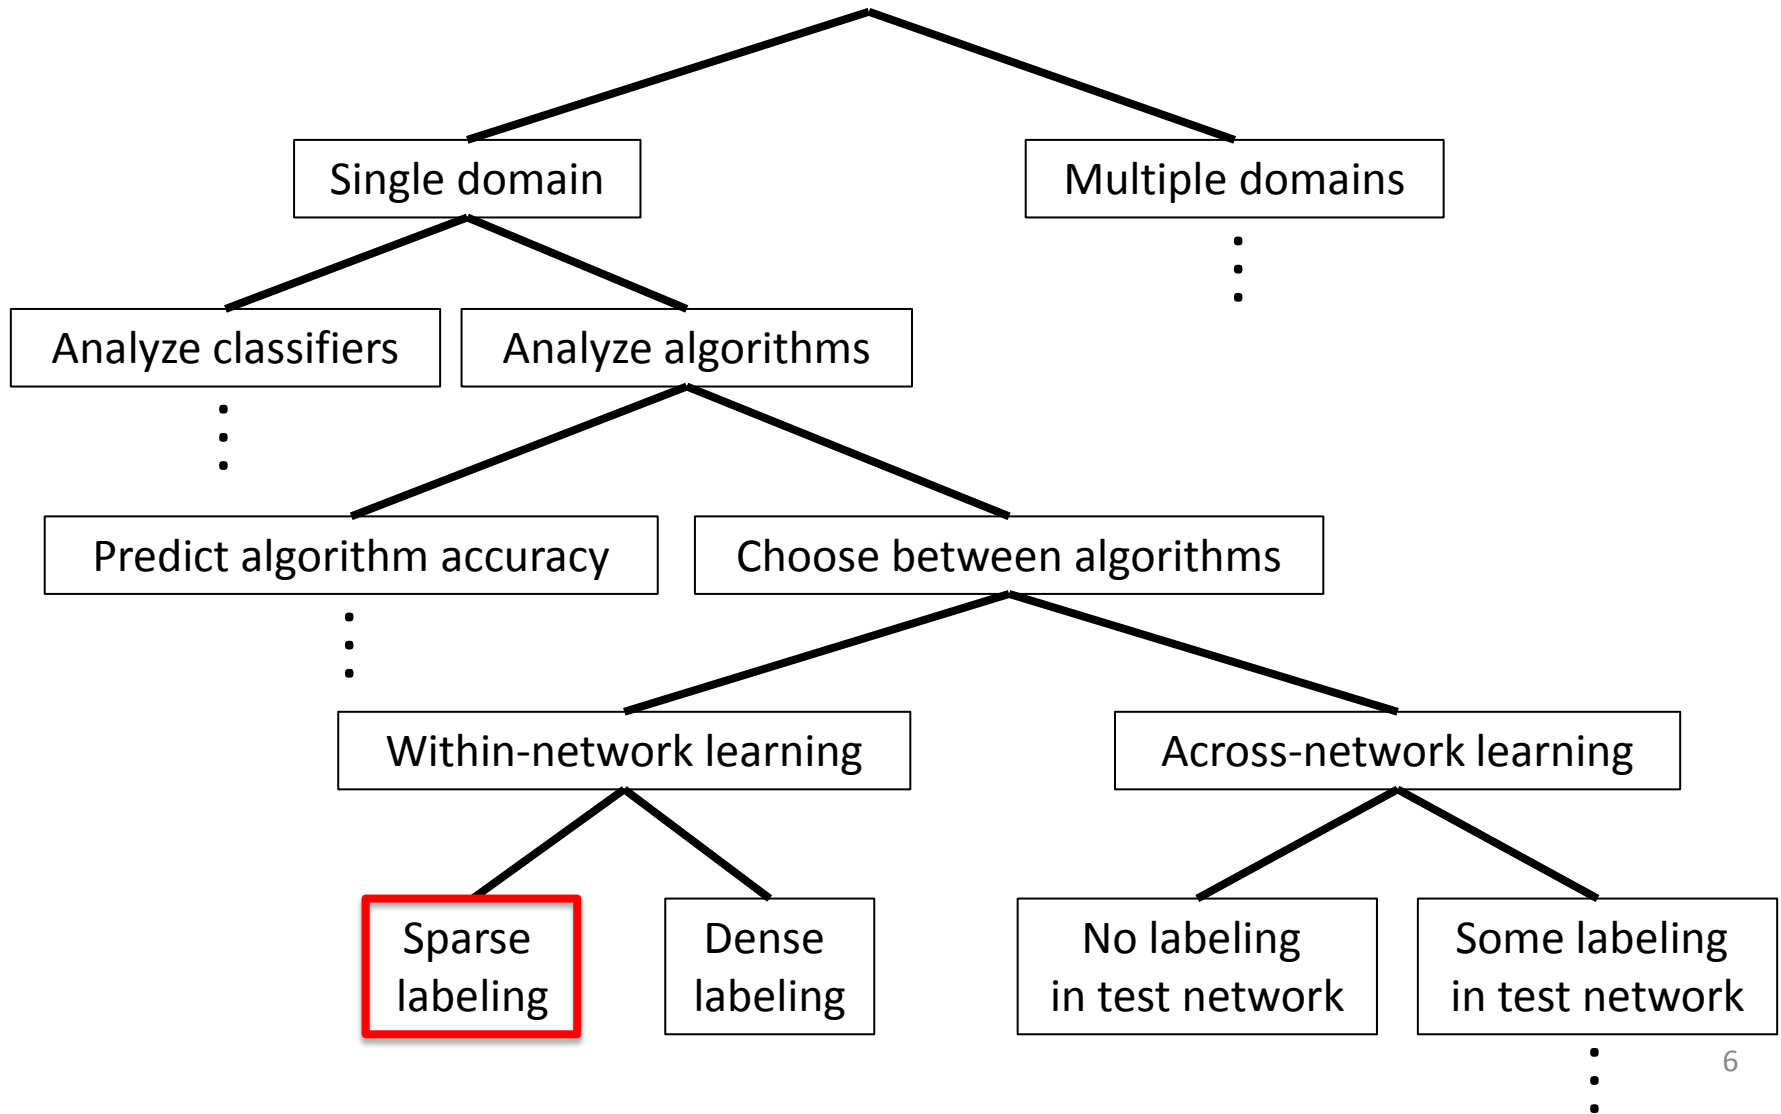 Single domain
Multiple domains
Analyze classifiers
Analyze algorithms
Predict algorithm accuracy
Choose between algorithms
Within-network learning
Across-network learning
Sparse
labeling
Dense
labeling
No labeling
in test network
Some labeling
in test network
6